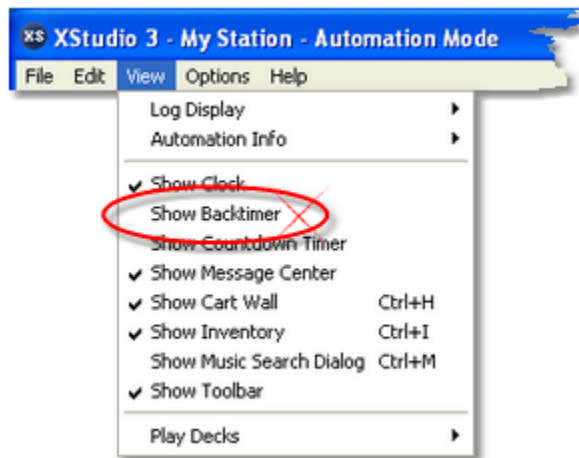 XS XStudio 3 - My Station - Automation Mode
File Edit View Options Help
Log Display
Automation Info
Show Clock
Show Backtimer
Show Countdown Timer
Show Message Center
Show Cart Wall Ctrl+H
Show Inventory Ctrl+I
Show Music Search Dialog Ctrl+M
Show Toolbar
Play Decks